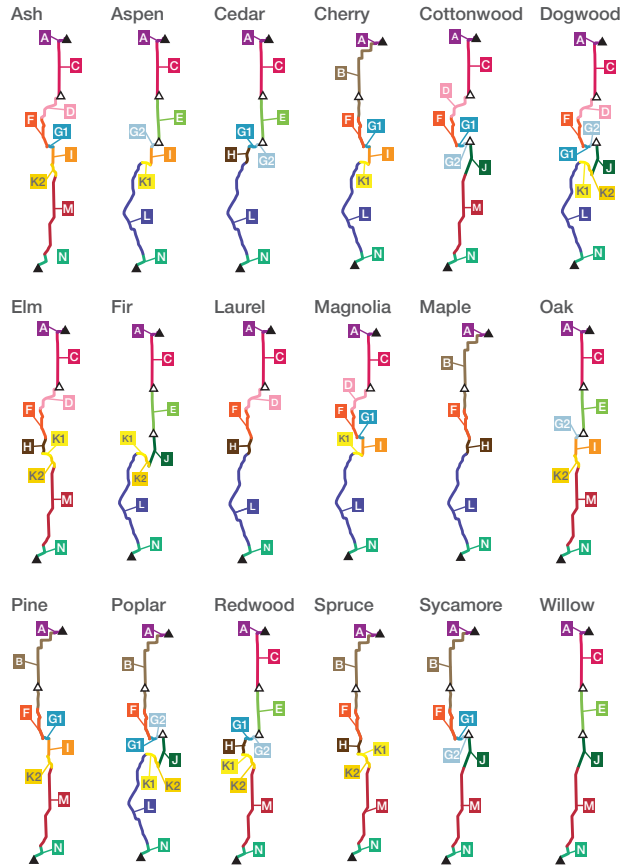 Ash
A
C
D
F
G1
I
K2
M
N
Aspen
A
C
E
G2
I
K1
L
N
Cedar
A
C
E
G1
H
G2
L
N
Cherry
A
B
F
G1
I
K1
L
N
Cottonwood
A
C
D
F
G1
G2
J
M
N
Dogwood
A
C
D
F
G2
G1
J
K1
K2
L
N
Elm
A
C
D
F
K1
H
K2
M
N
Fir
A
C
E
K1
J
K2
L
N
Laurel
A
C
D
F
H
L
N
Magnolia
A
C
D
F
G1
K1
I
L
N
Maple
A
B
F
H
L
N
Oak
A
C
E
G2
I
K2
M
N
Pine
A
B
F
G1
I
K2
M
N
Poplar
A
B
F
G2
G1
J
K1
K2
L
N
Redwood
A
C
E
G1
H
G2
K1
K2
M
N
Spruce
A
B
F
H
K1
K2
M
N
Sycamore
A
B
F
G1
G2
J
M
N
Willow
A
C
E
J
M
N